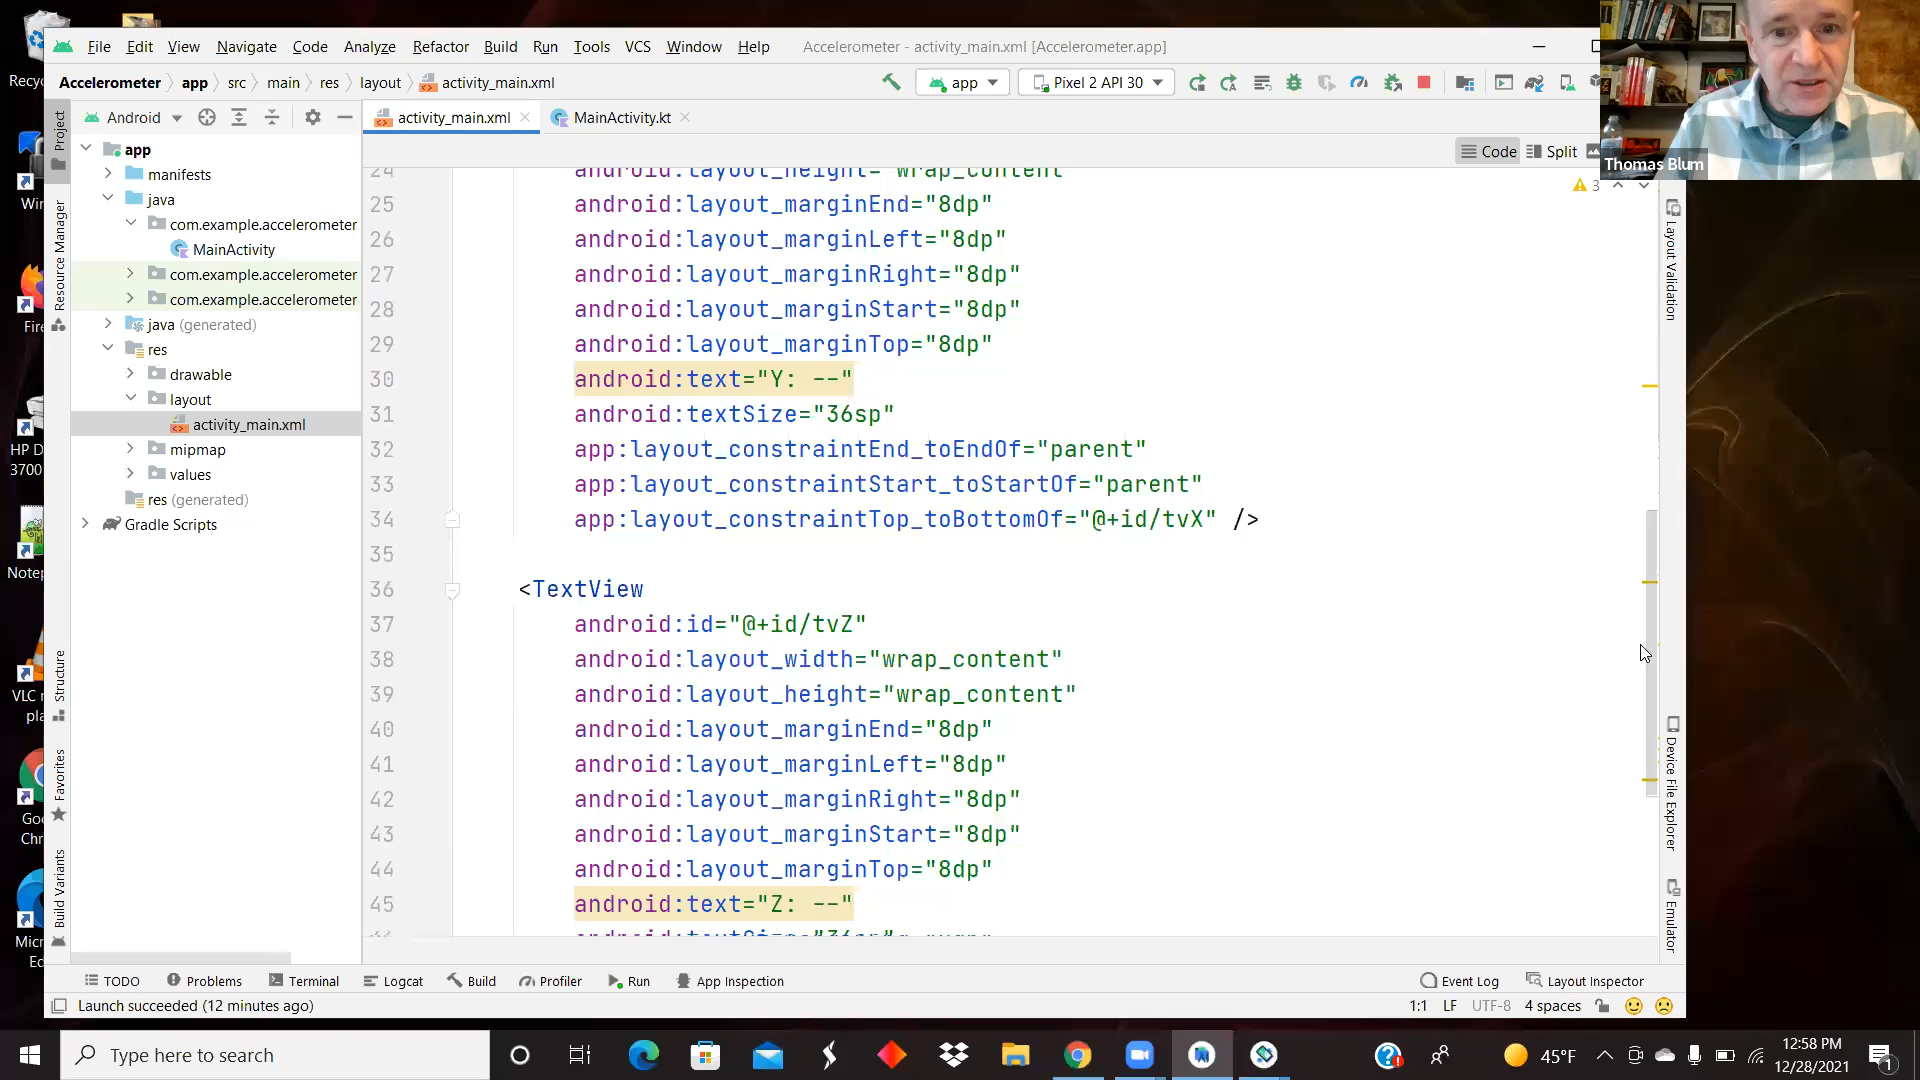 File Edit View Navigate Code Analyze Refactor Build Run Tools VCS Window Help Accelerometer - activity_main.xml [Accelerometer.app]
Accelerometer app src main res layout activity_main.xml app Pixel 2 API 30
Android activity_main.xml MainActivity.kt
Code Split
Thomas Blum
3
app
manifests
java
com.example.accelerometer
MainActivity
com.example.accelerometer
com.example.accelerometer
java (generated)
res
drawable
layout
activity_main.xml
mipmap
values
res (generated)
Gradle Scripts
Project
Resource Manager
Structure
Favorites
Build Variants
24 android:layout_height="wrap_content"
25 android:layout_marginEnd="8dp"
26 android:layout_marginLeft="8dp"
27 android:layout_marginRight="8dp"
28 android:layout_marginStart="8dp"
29 android:layout_marginTop="8dp"
30 android:text="Y: --"
31 android:textSize="36sp"
32 app:layout_constraintEnd_toEndOf="parent"
33 app:layout_constraintStart_toStartOf="parent"
34 app:layout_constraintTop_toBottomOf="@+id/tvX" />
35
36 <TextView
37 android:id="@+id/tvZ"
38 android:layout_width="wrap_content"
39 android:layout_height="wrap_content"
40 android:layout_marginEnd="8dp"
41 android:layout_marginLeft="8dp"
42 android:layout_marginRight="8dp"
43 android:layout_marginStart="8dp"
44 android:layout_marginTop="8dp"
45 android:text="Z: --"
Layout Validation
Device File Explorer
Emulator
TODO Problems Terminal Logcat Build Profiler Run App Inspection Event Log Layout Inspector
Launch succeeded (12 minutes ago) 1:1 LF UTF-8 4 spaces
Recyc
Wir
Fire
HP D
3700
Notep
VLC m
pla
Goo
Chr
Micr
Ed
Type here to search
45°F
12:58 PM
12/28/2021
1